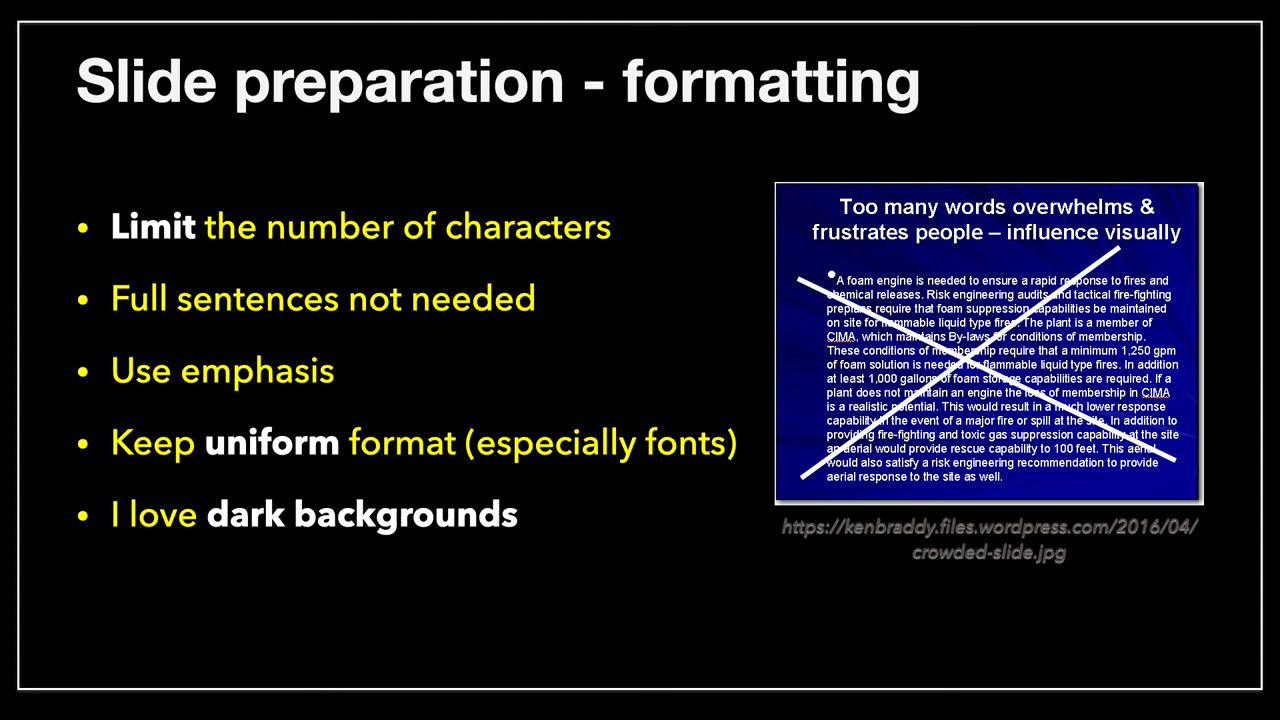 Slide preparation - formatting
• Limit the number of characters
• Full sentences not needed
• Use emphasis
• Keep uniform format (especially fonts)
• I love dark backgrounds
Too many words overwhelms &
frustrates people – influence visually
•A foam engine is needed to ensure a rapid response to fires and
chemical releases. Risk engineering audits and tactical fire-fighting
preplans require that foam suppression capabilities be maintained
on site for flammable liquid type fires. The plant is a member of
CIMA, which maintains By-laws for conditions of membership.
These conditions of membership require that a minimum 1,250 gpm
of foam solution is needed for flammable liquid type fires. In addition
at least 1,000 gallons of foam storage capabilities are required. If a
plant does not maintain an engine the loss of membership in CIMA
is a realistic potential. This would result in a much lower response
capability in the event of a major fire or spill at the site. In addition to
providing fire-fighting and toxic gas suppression capability at the site
an aerial would provide rescue capability to 100 feet. This aerial
would also satisfy a risk engineering recommendation to provide
aerial response to the site as well.
https://kenbraddy.files.wordpress.com/2016/04/
crowded-slide.jpg